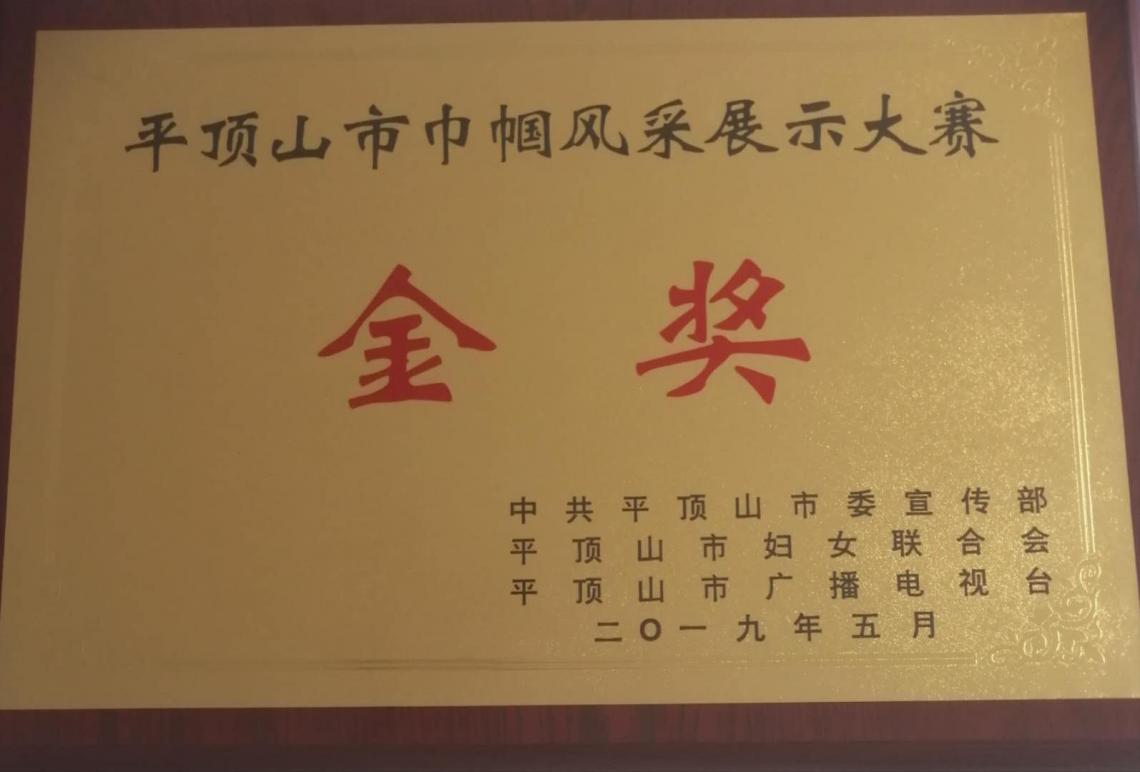 平顶山市巾帼风采展示大赛
金奖
中共平顶山市委宣传部
平顶山市妇女联合会
平顶山市广播电视台
二O一九年五月